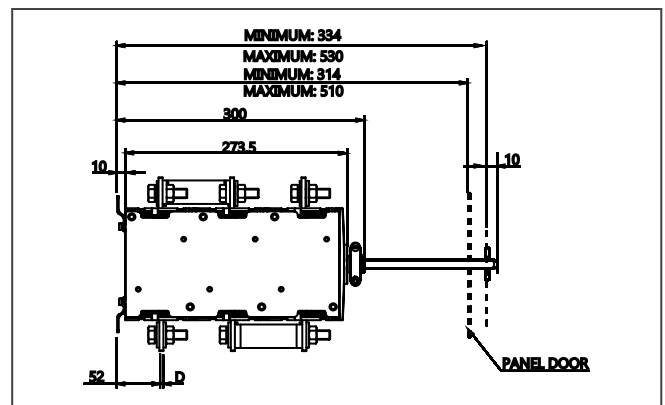 MINIMUM: 334
MAXIMUM: 530
MINIMUM: 314
MAXIMUM: 510
300
273.5
10
10
PANEL DOOR
52
D